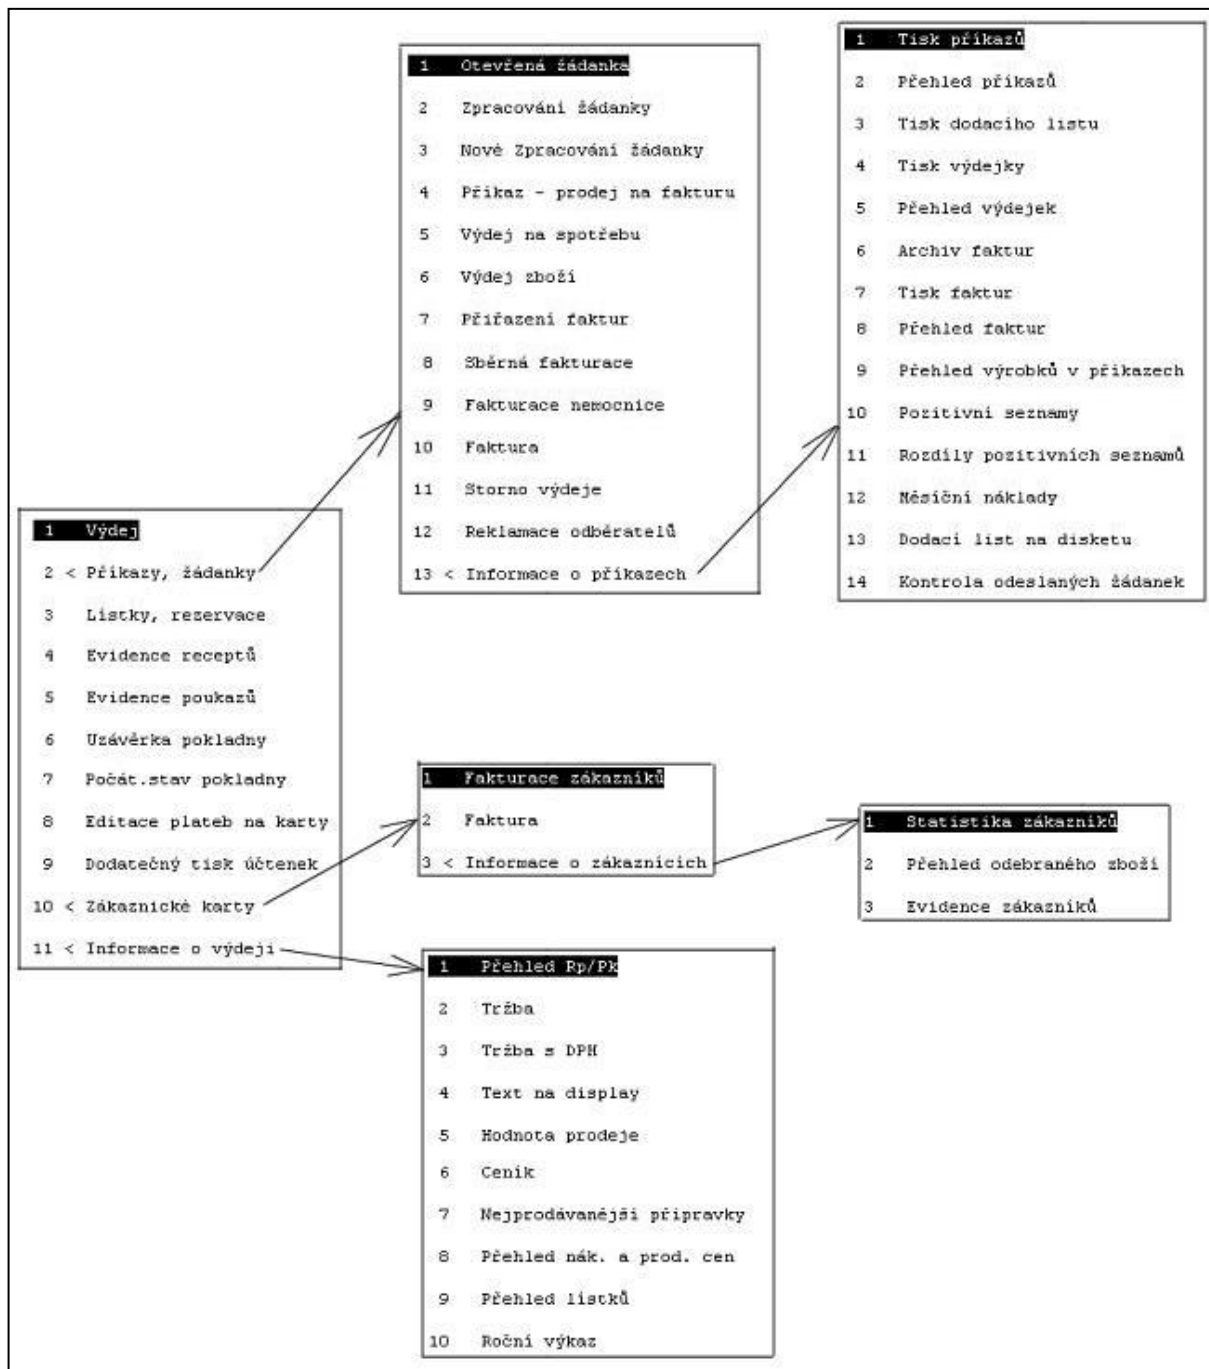 1 Výdej
2 < Příkazy, žádanky
3 Lístky, rezervace
4 Evidence receptů
5 Evidence poukazů
6 Uzávěrka pokladny
7 Počát.stav pokladny
8 Editace plateb na karty
9 Dodatečný tisk účtenek
10 < Zákaznické karty
11 < Informace o výdeji
1 Otevřená žádanka
2 Zpracování žádanky
3 Nové Zpracování žádanky
4 Příkaz - prodej na fakturu
5 Výdej na spotřebu
6 Výdej zboží
7 Přiřazení faktur
8 Sběrná fakturace
9 Fakturace nemocnice
10 Faktura
11 Storno výdeje
12 Reklamace odběratelů
13 < Informace o příkazech
1 Tisk příkazů
2 Přehled příkazů
3 Tisk dodacího listu
4 Tisk výdejky
5 Přehled výdejek
6 Archiv faktur
7 Tisk faktur
8 Přehled faktur
9 Přehled výrobků v příkazech
10 Pozitivní seznamy
11 Rozdíly pozitivních seznamů
12 Měsíční náklady
13 Dodací list na disketu
14 Kontrola odeslaných žádanek
1 Fakturace zákazníků
2 Faktura
3 < Informace o zákaznících
1 Statistika zákazníků
2 Přehled odebraného zboží
3 Evidence zákazníků
1 Přehled Rp/Pk
2 Tržba
3 Tržba s DPH
4 Text na display
5 Hodnota prodeje
6 Ceník
7 Nejprodávanější přípravky
8 Přehled nák. a prod. cen
9 Přehled lístků
10 Roční výkaz